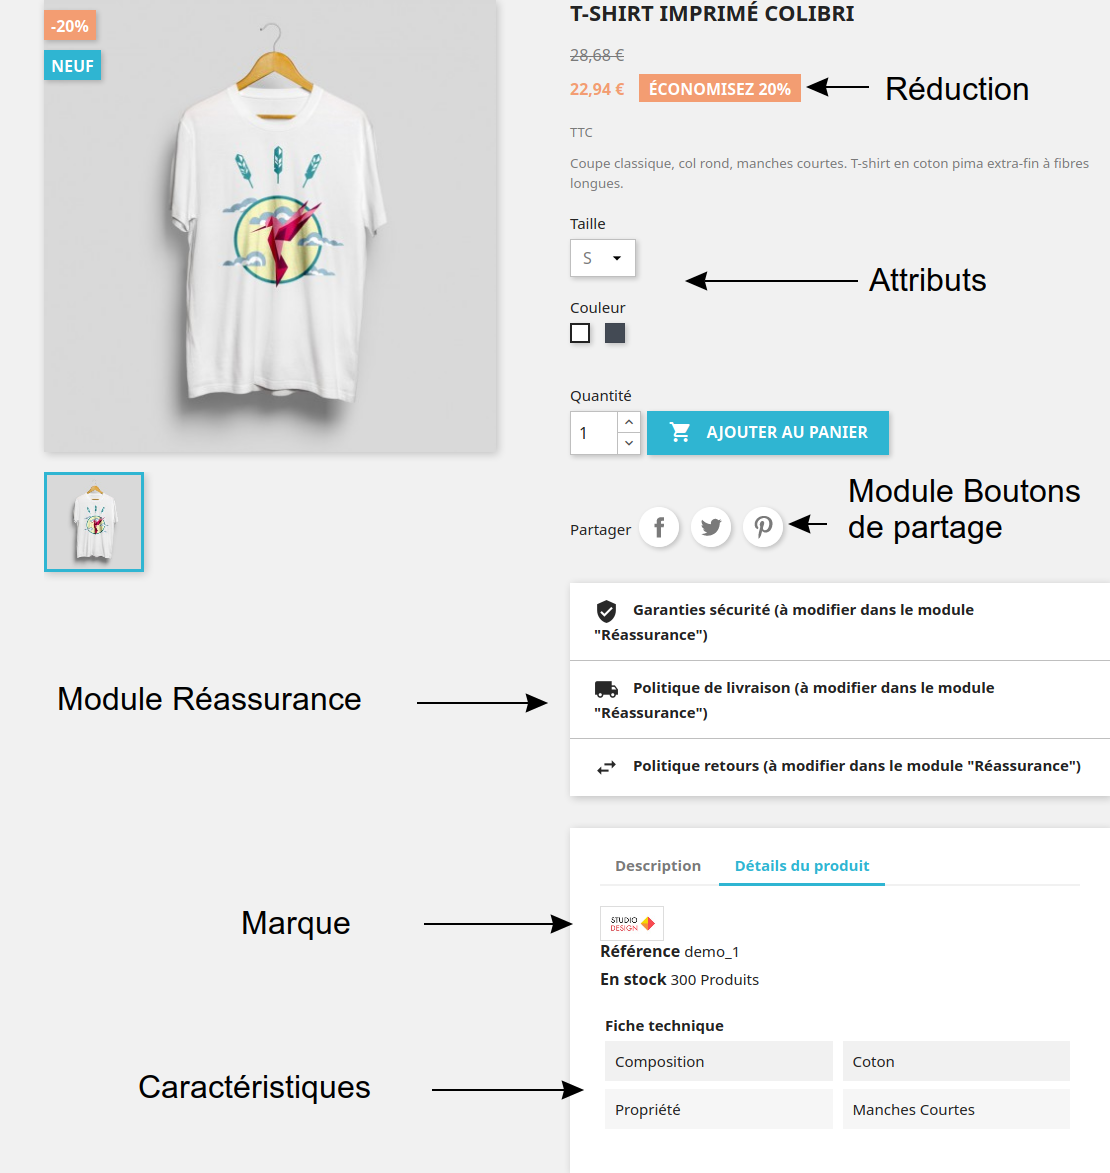 -20%
NEUF
T-SHIRT IMPRIMÉ COLIBRI
28,68 €
22,94 € ÉCONOMISEZ 20%
Réduction
TTC
Coupe classique, col rond, manches courtes. T-shirt en coton pima extra-fin à fibres
longues.
Taille
S
Attributs
Couleur
Quantité
1
AJOUTER AU PANIER
Module Boutons
de partage
Partager
Garanties sécurité (à modifier dans le module
"Réassurance")
Module Réassurance
Politique de livraison (à modifier dans le module
"Réassurance")
Politique retours (à modifier dans le module "Réassurance")
Description
Détails du produit
Marque
STUDIO
DESIGN
Référence demo_1
En stock 300 Produits
Fiche technique
Caractéristiques
Composition
Coton
Propriété
Manches Courtes